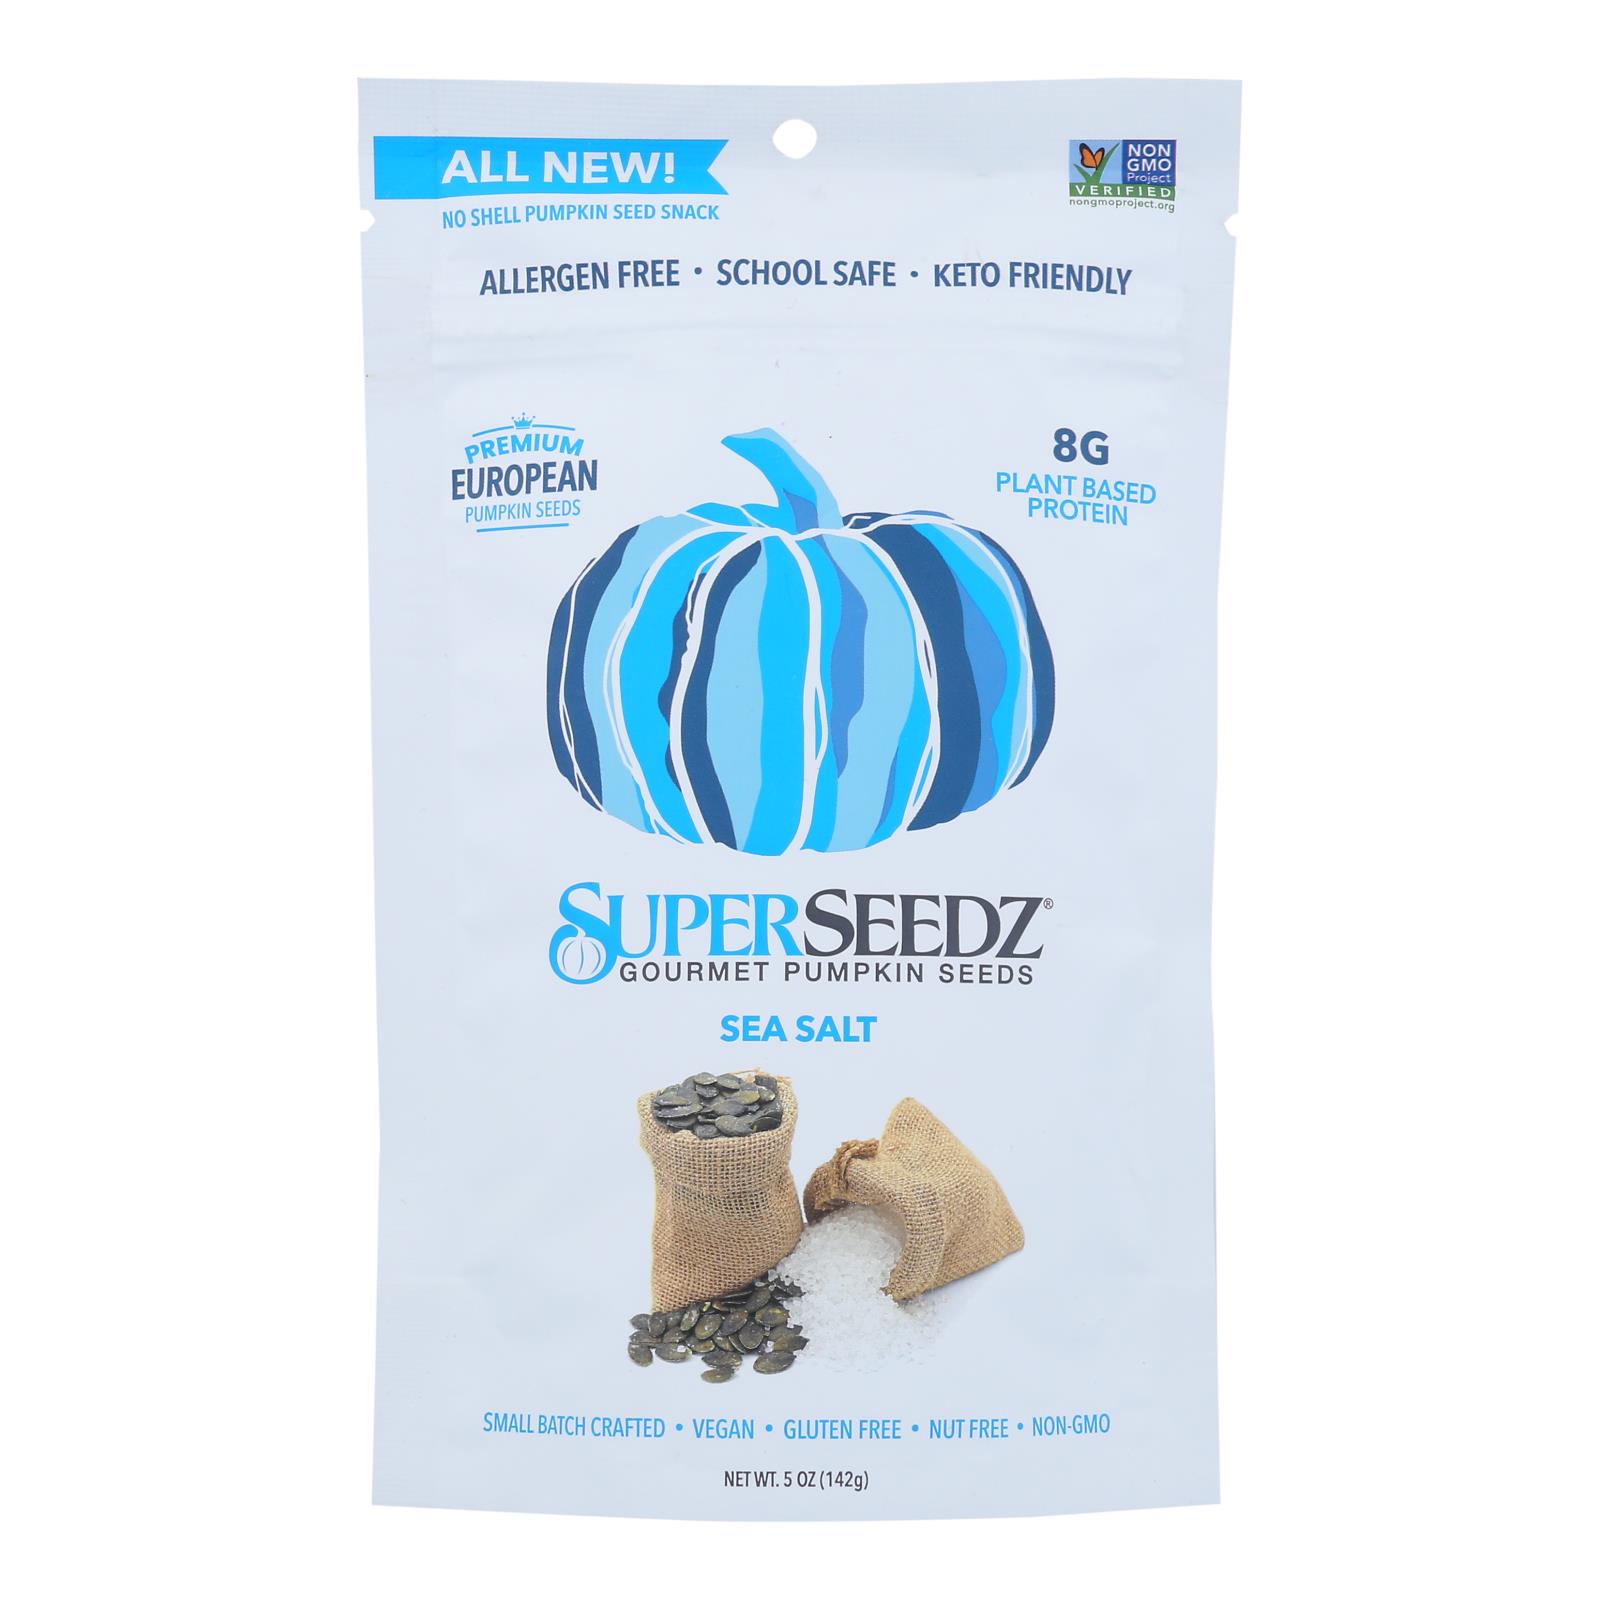 ALL NEW!
NO SHELL PUMPKIN SEED SNACK
NON
GMO
Project
VERIFIED
nongmoproject.org
ALLERGEN FREE • SCHOOL SAFE • KETO FRIENDLY
PREMIUM
EUROPEAN
PUMPKIN SEEDS
8G
PLANT BASED
PROTEIN
SUPERSEEDZ®
GOURMET PUMPKIN SEEDS
SEA SALT
SMALL BATCH CRAFTED • VEGAN • GLUTEN FREE • NUT FREE • NON-GMO
NET WT. 5 OZ (142g)